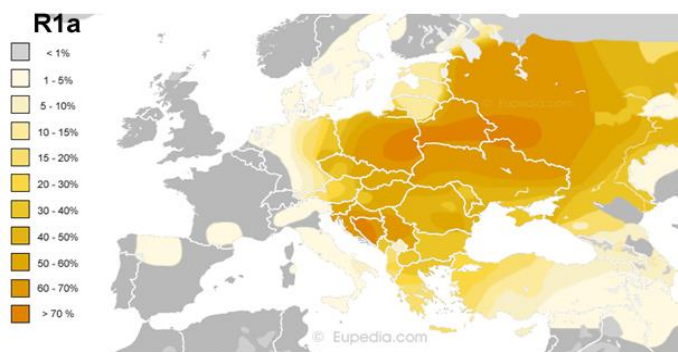 R1a
< 1%
1 - 5%
5 - 10%
10 - 15%
15 - 20%
20 - 30%
30 - 40%
40 - 50%
50 - 60%
60 - 70%
> 70 %
© Eupedia.com
© Eupedia.com